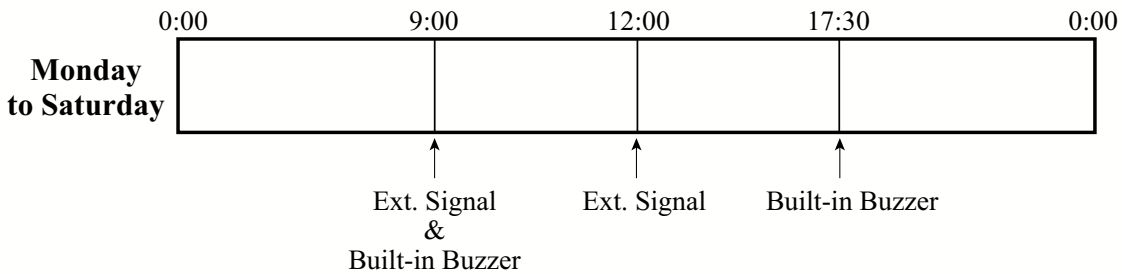 0:00 9:00 12:00 17:30 0:00
Monday
to Saturday
Ext. Signal
&
Built-in Buzzer
Ext. Signal
Built-in Buzzer